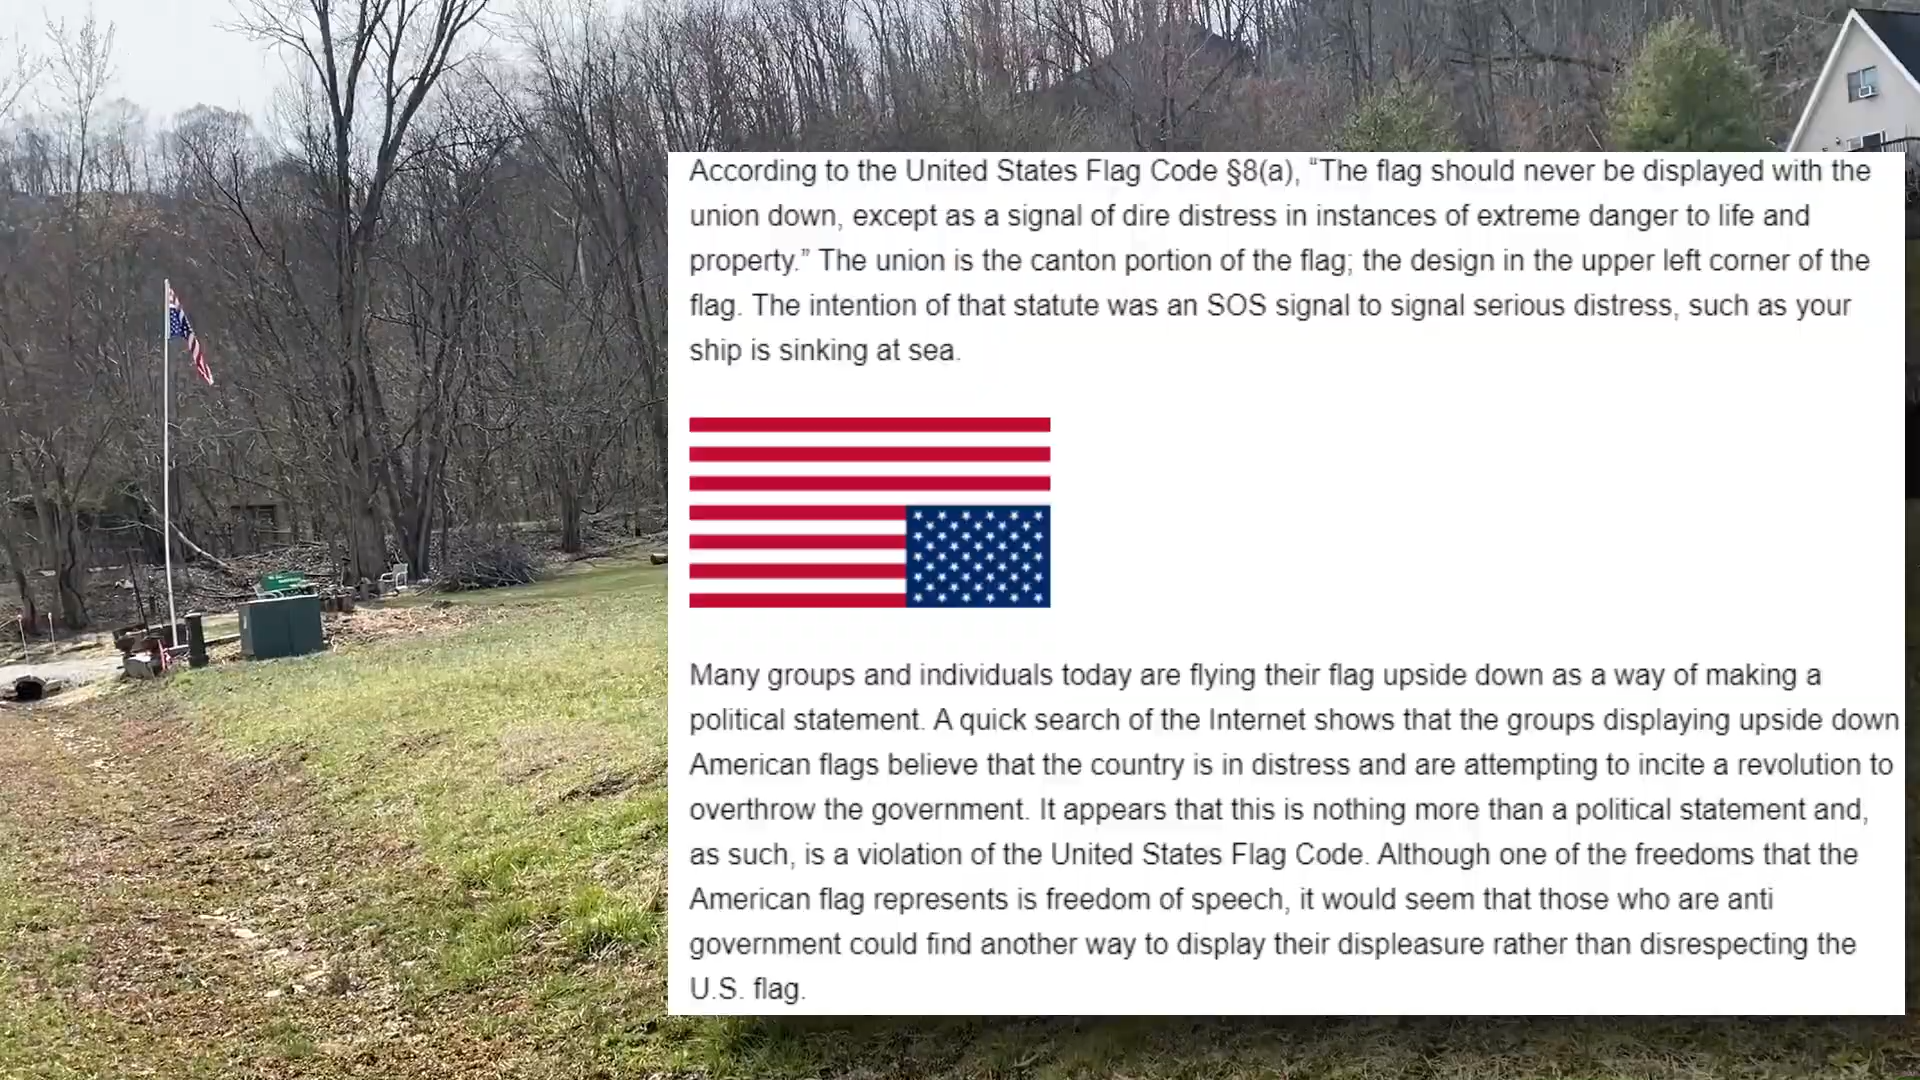 According to the United States Flag Code §8(a), “The flag should never be displayed with the
union down, except as a signal of dire distress in instances of extreme danger to life and
property.” The union is the canton portion of the flag; the design in the upper left corner of the
flag. The intention of that statute was an SOS signal to signal serious distress, such as your
ship is sinking at sea.
Many groups and individuals today are flying their flag upside down as a way of making a
political statement. A quick search of the Internet shows that the groups displaying upside down
American flags believe that the country is in distress and are attempting to incite a revolution to
overthrow the government. It appears that this is nothing more than a political statement and,
as such, is a violation of the United States Flag Code. Although one of the freedoms that the
American flag represents is freedom of speech, it would seem that those who are anti
government could find another way to display their displeasure rather than disrespecting the
U.S. flag.